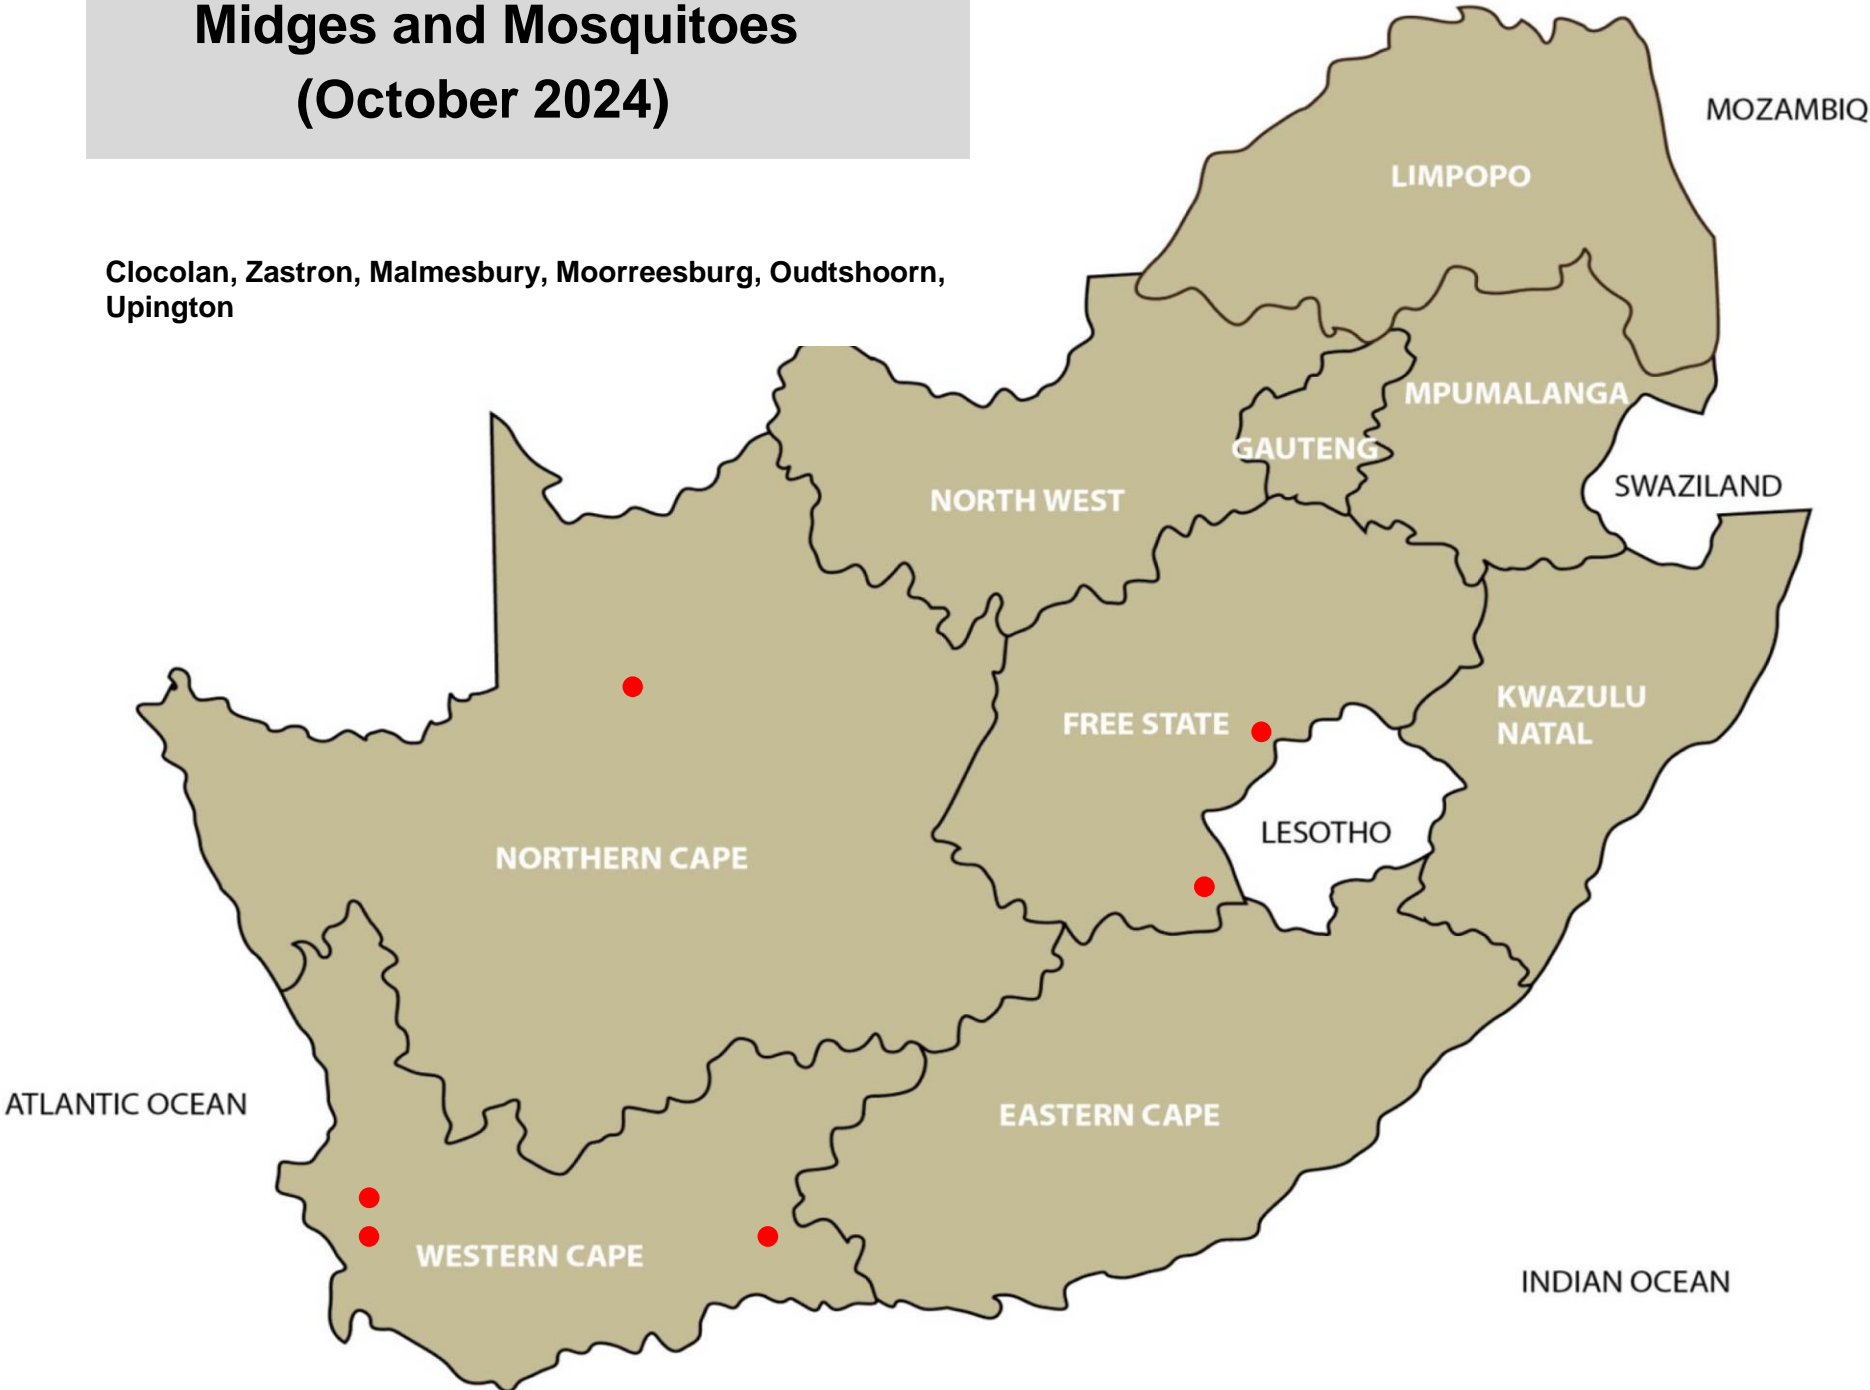 Midges and Mosquitoes
(October 2024)
MOZAMBIQ
LIMPOPO
Clocolan, Zastron, Malmesbury, Moorreesburg, Oudtshoorn,
Upington
MPUMALANGA
GAUTENG
SWAZILAND
NORTH WEST
KWAZULU
NATAL
FREE STATE
LESOTHO
NORTHERN CAPE
ATLANTIC OCEAN
EASTERN CAPE
WESTERN CAPE
INDIAN OCEAN